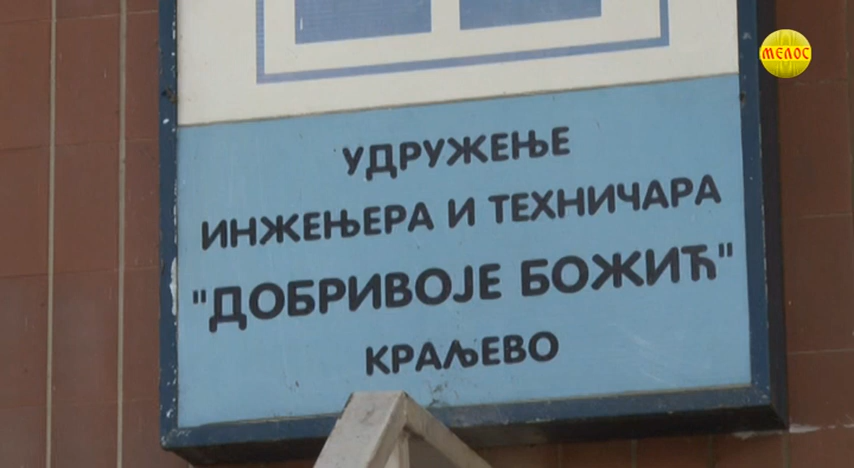 МЕЛОС
УДРУЖЕЊЕ
ИНЖЕЊЕРА И ТЕХНИЧАРА
"ДОБРИВОЈЕ БОЖИЋ"
КРАЉЕВО